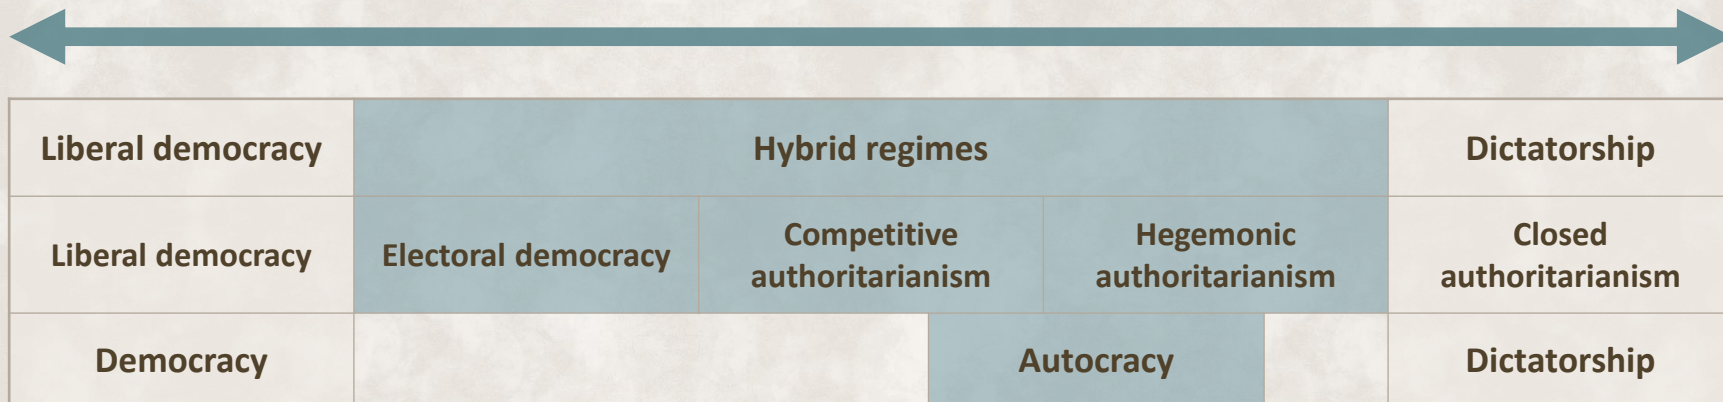 Liberal democracy Hybrid regimes Dictatorship
Liberal democracy Electoral democracy Competitive authoritarianism Hegemonic authoritarianism Closed authoritarianism
Democracy Autocracy Dictatorship